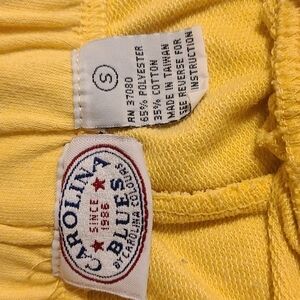 S
RN 37080
65% POLYESTER
35% COTTON
MADE IN TAIWAN
SEE REVERSE FOR
INSTRUCTION
CAROLINA
SINCE
1986
BLUES
BY CAROLINA COLOURS